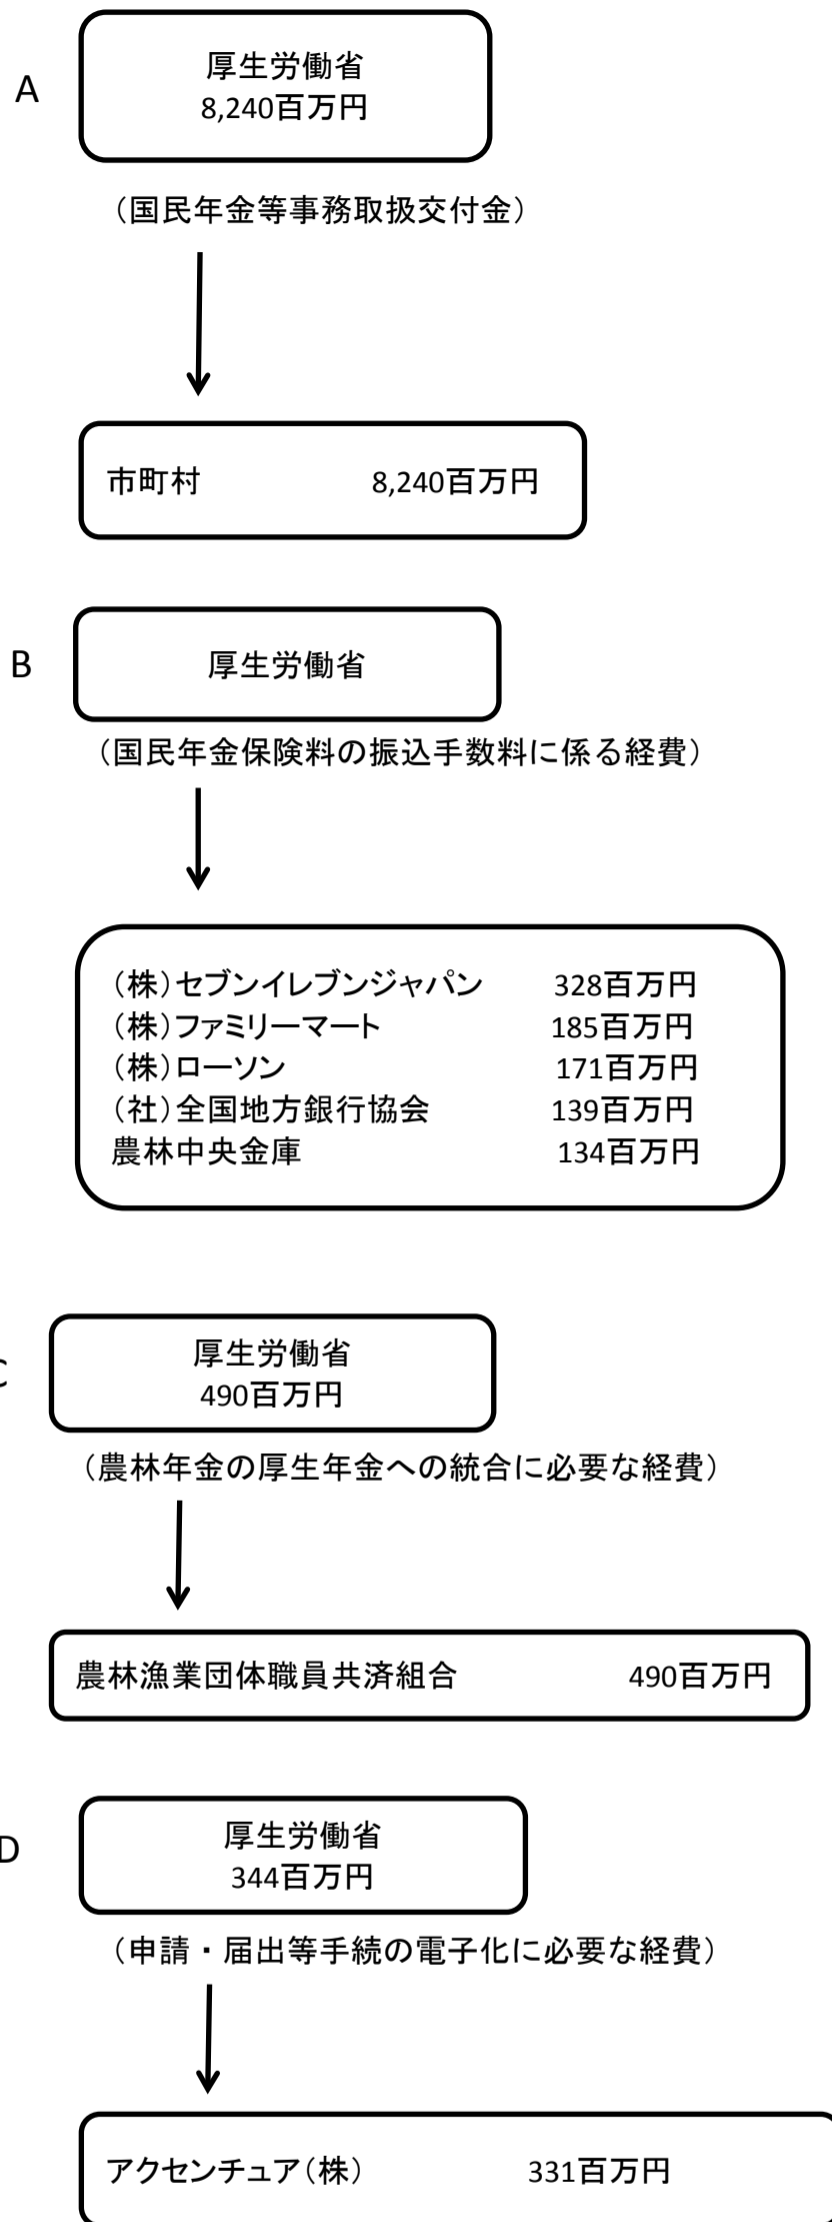 A
厚生労働省
8,240百万円
（国民年金等事務取扱交付金）
市町村 8,240百万円
B
厚生労働省
（国民年金保険料の振込手数料に係る経費）
（株）セブンイレブンジャパン 328百万円
（株）ファミリーマート 185百万円
（株）ローソン 171百万円
（社）全国地方銀行協会 139百万円
農林中央金庫 134百万円
C
厚生労働省
490百万円
（農林年金の厚生年金への統合に必要な経費）
農林漁業団体職員共済組合 490百万円
D
厚生労働省
344百万円
（申請・届出等手続の電子化に必要な経費）
アクセンチュア（株） 331百万円